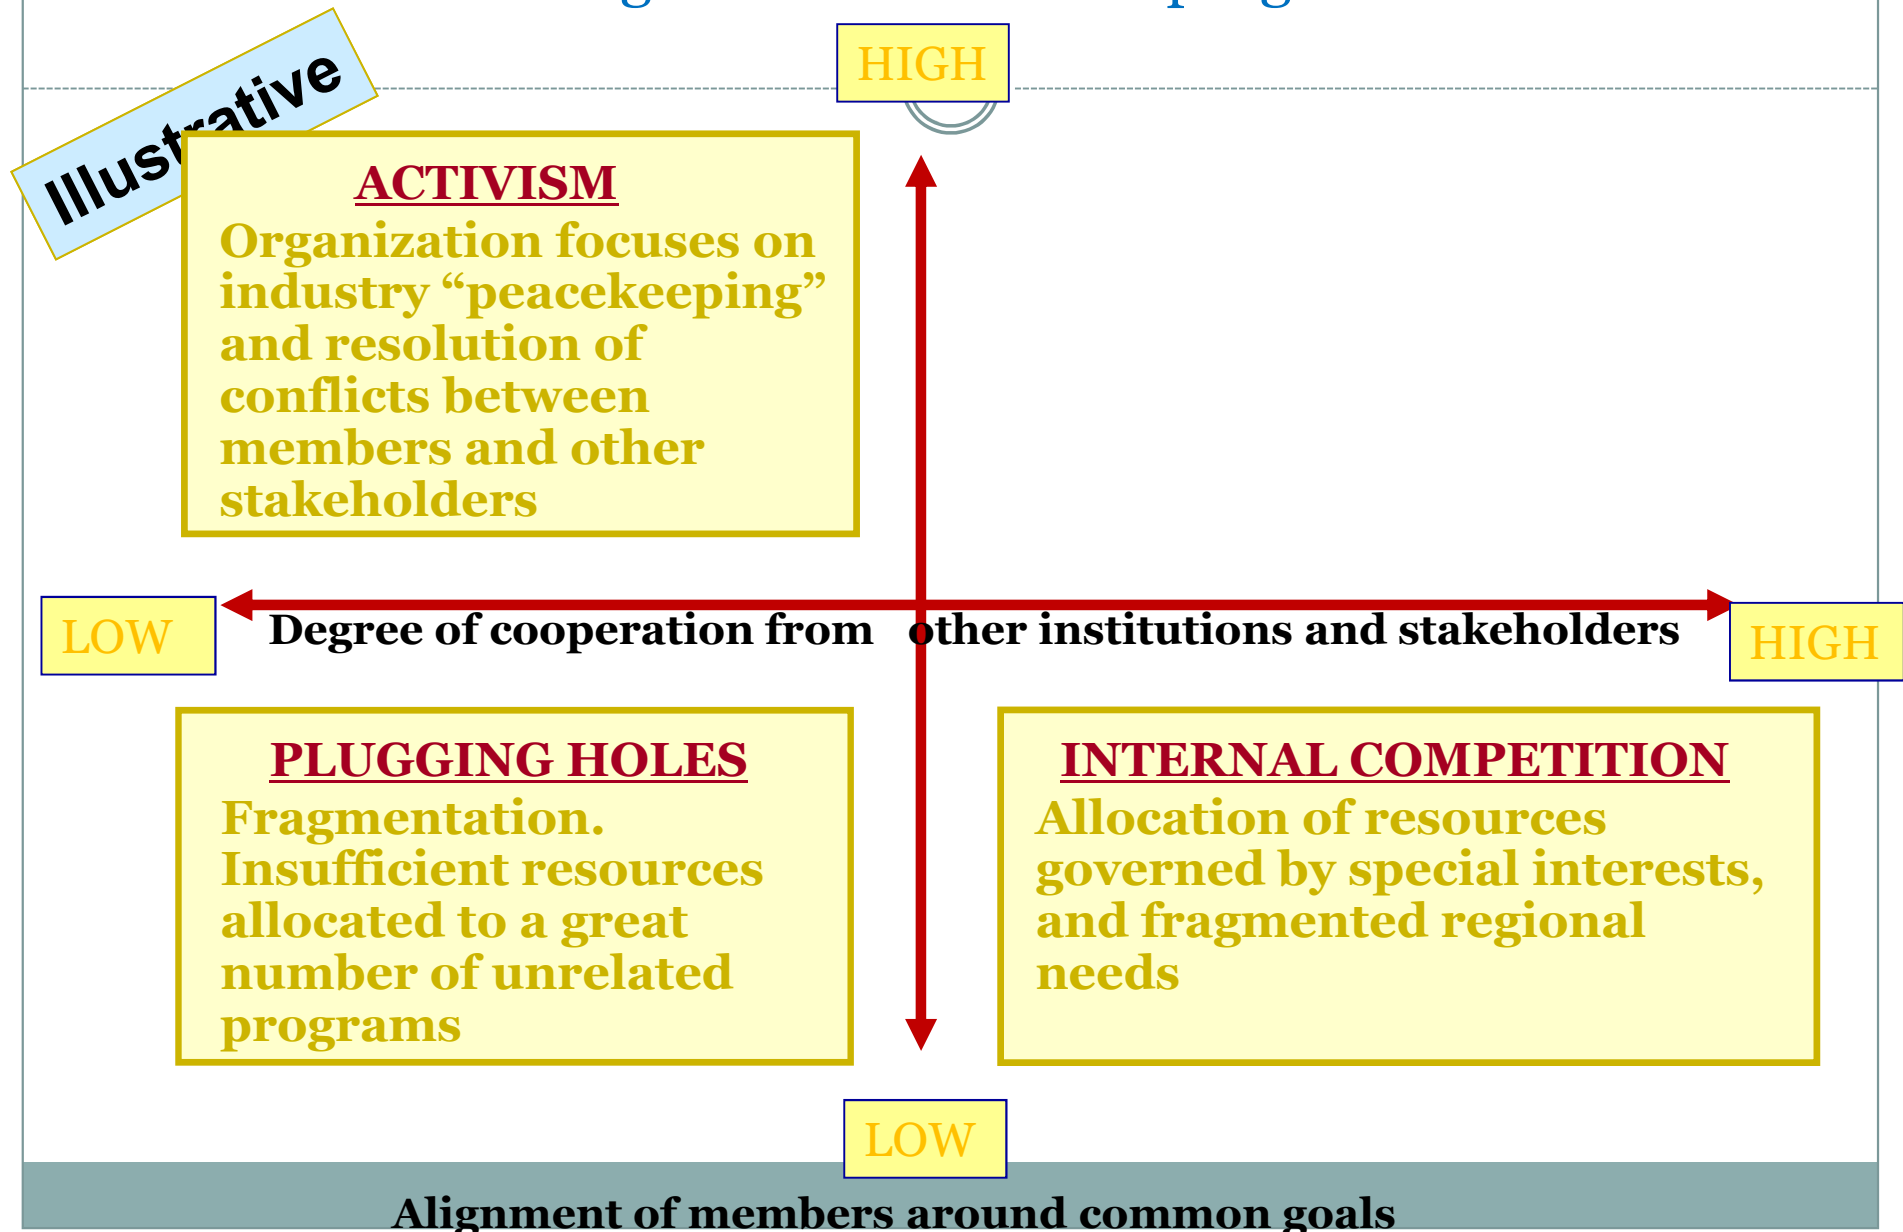 HIGH
Illustrative
ACTIVISM
Organization focuses on
industry “peacekeeping”
and resolution of
conflicts between
members and other
stakeholders
LOW
Degree of cooperation from other institutions and stakeholders
HIGH
PLUGGING HOLES
Fragmentation.
Insufficient resources
allocated to a great
number of unrelated
programs
INTERNAL COMPETITION
Allocation of resources
governed by special interests,
and fragmented regional
needs
LOW
Alignment of members around common goals